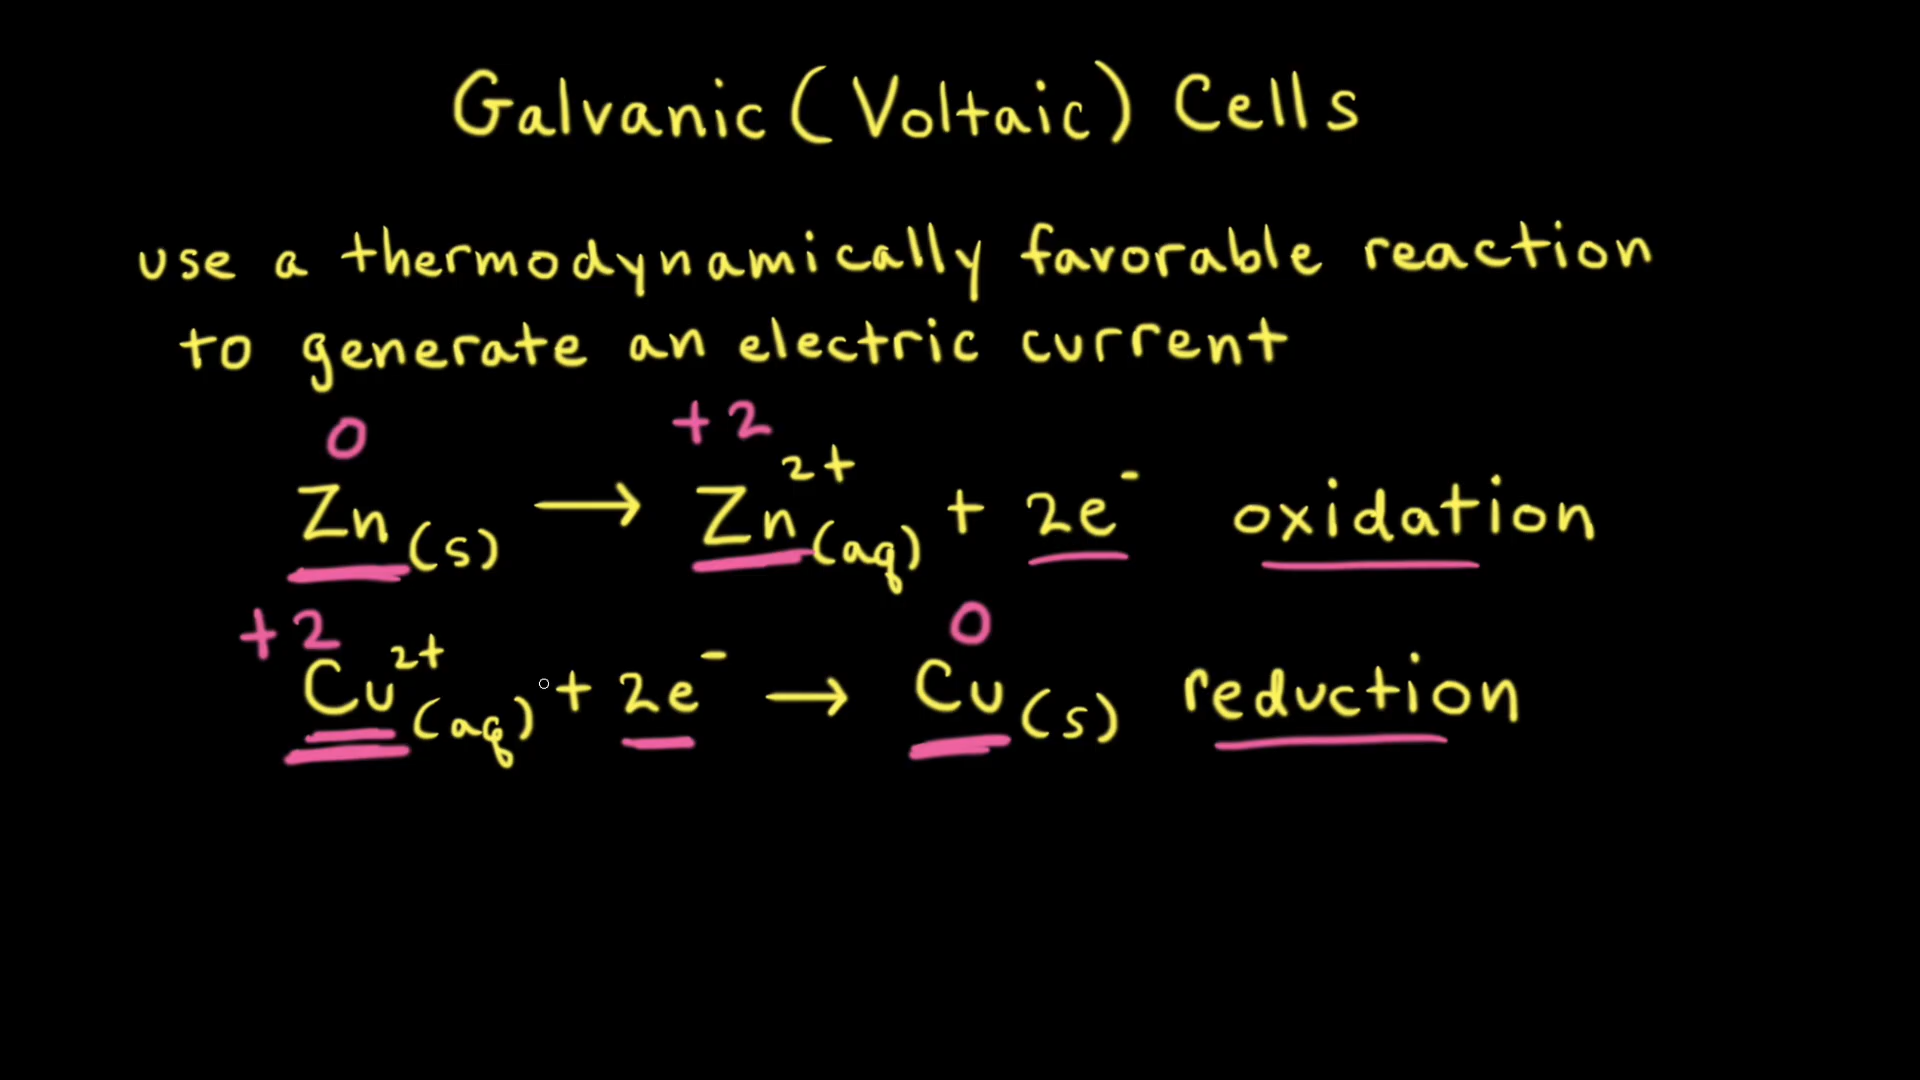 Galvanic (Voltaic) Cells
use a thermodynamically favorable reaction
to generate an electric current
0 +2
Zn(s) → Zn²⁺(aq) + 2e⁻ oxidation
+2 0
Cu²⁺(aq) + 2e⁻ → Cu(s) reduction